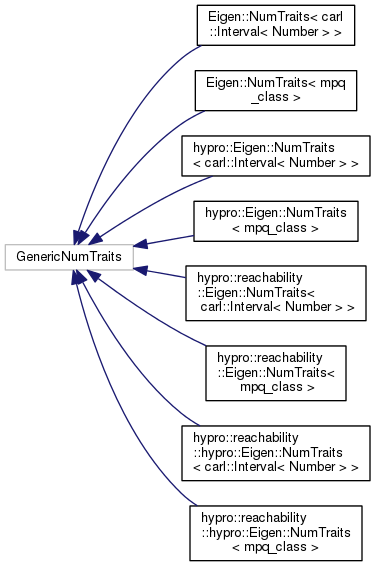 Eigen::NumTraits< carl
::Interval< Number > >
Eigen::NumTraits< mpq
_class >
hypro::Eigen::NumTraits
< carl::Interval< Number > >
hypro::Eigen::NumTraits
< mpq_class >
GenericNumTraits
hypro::reachability
::Eigen::NumTraits<
carl::Interval< Number > >
hypro::reachability
::Eigen::NumTraits<
mpq_class >
hypro::reachability
::hypro::Eigen::NumTraits
< carl::Interval< Number > >
hypro::reachability
::hypro::Eigen::NumTraits
< mpq_class >